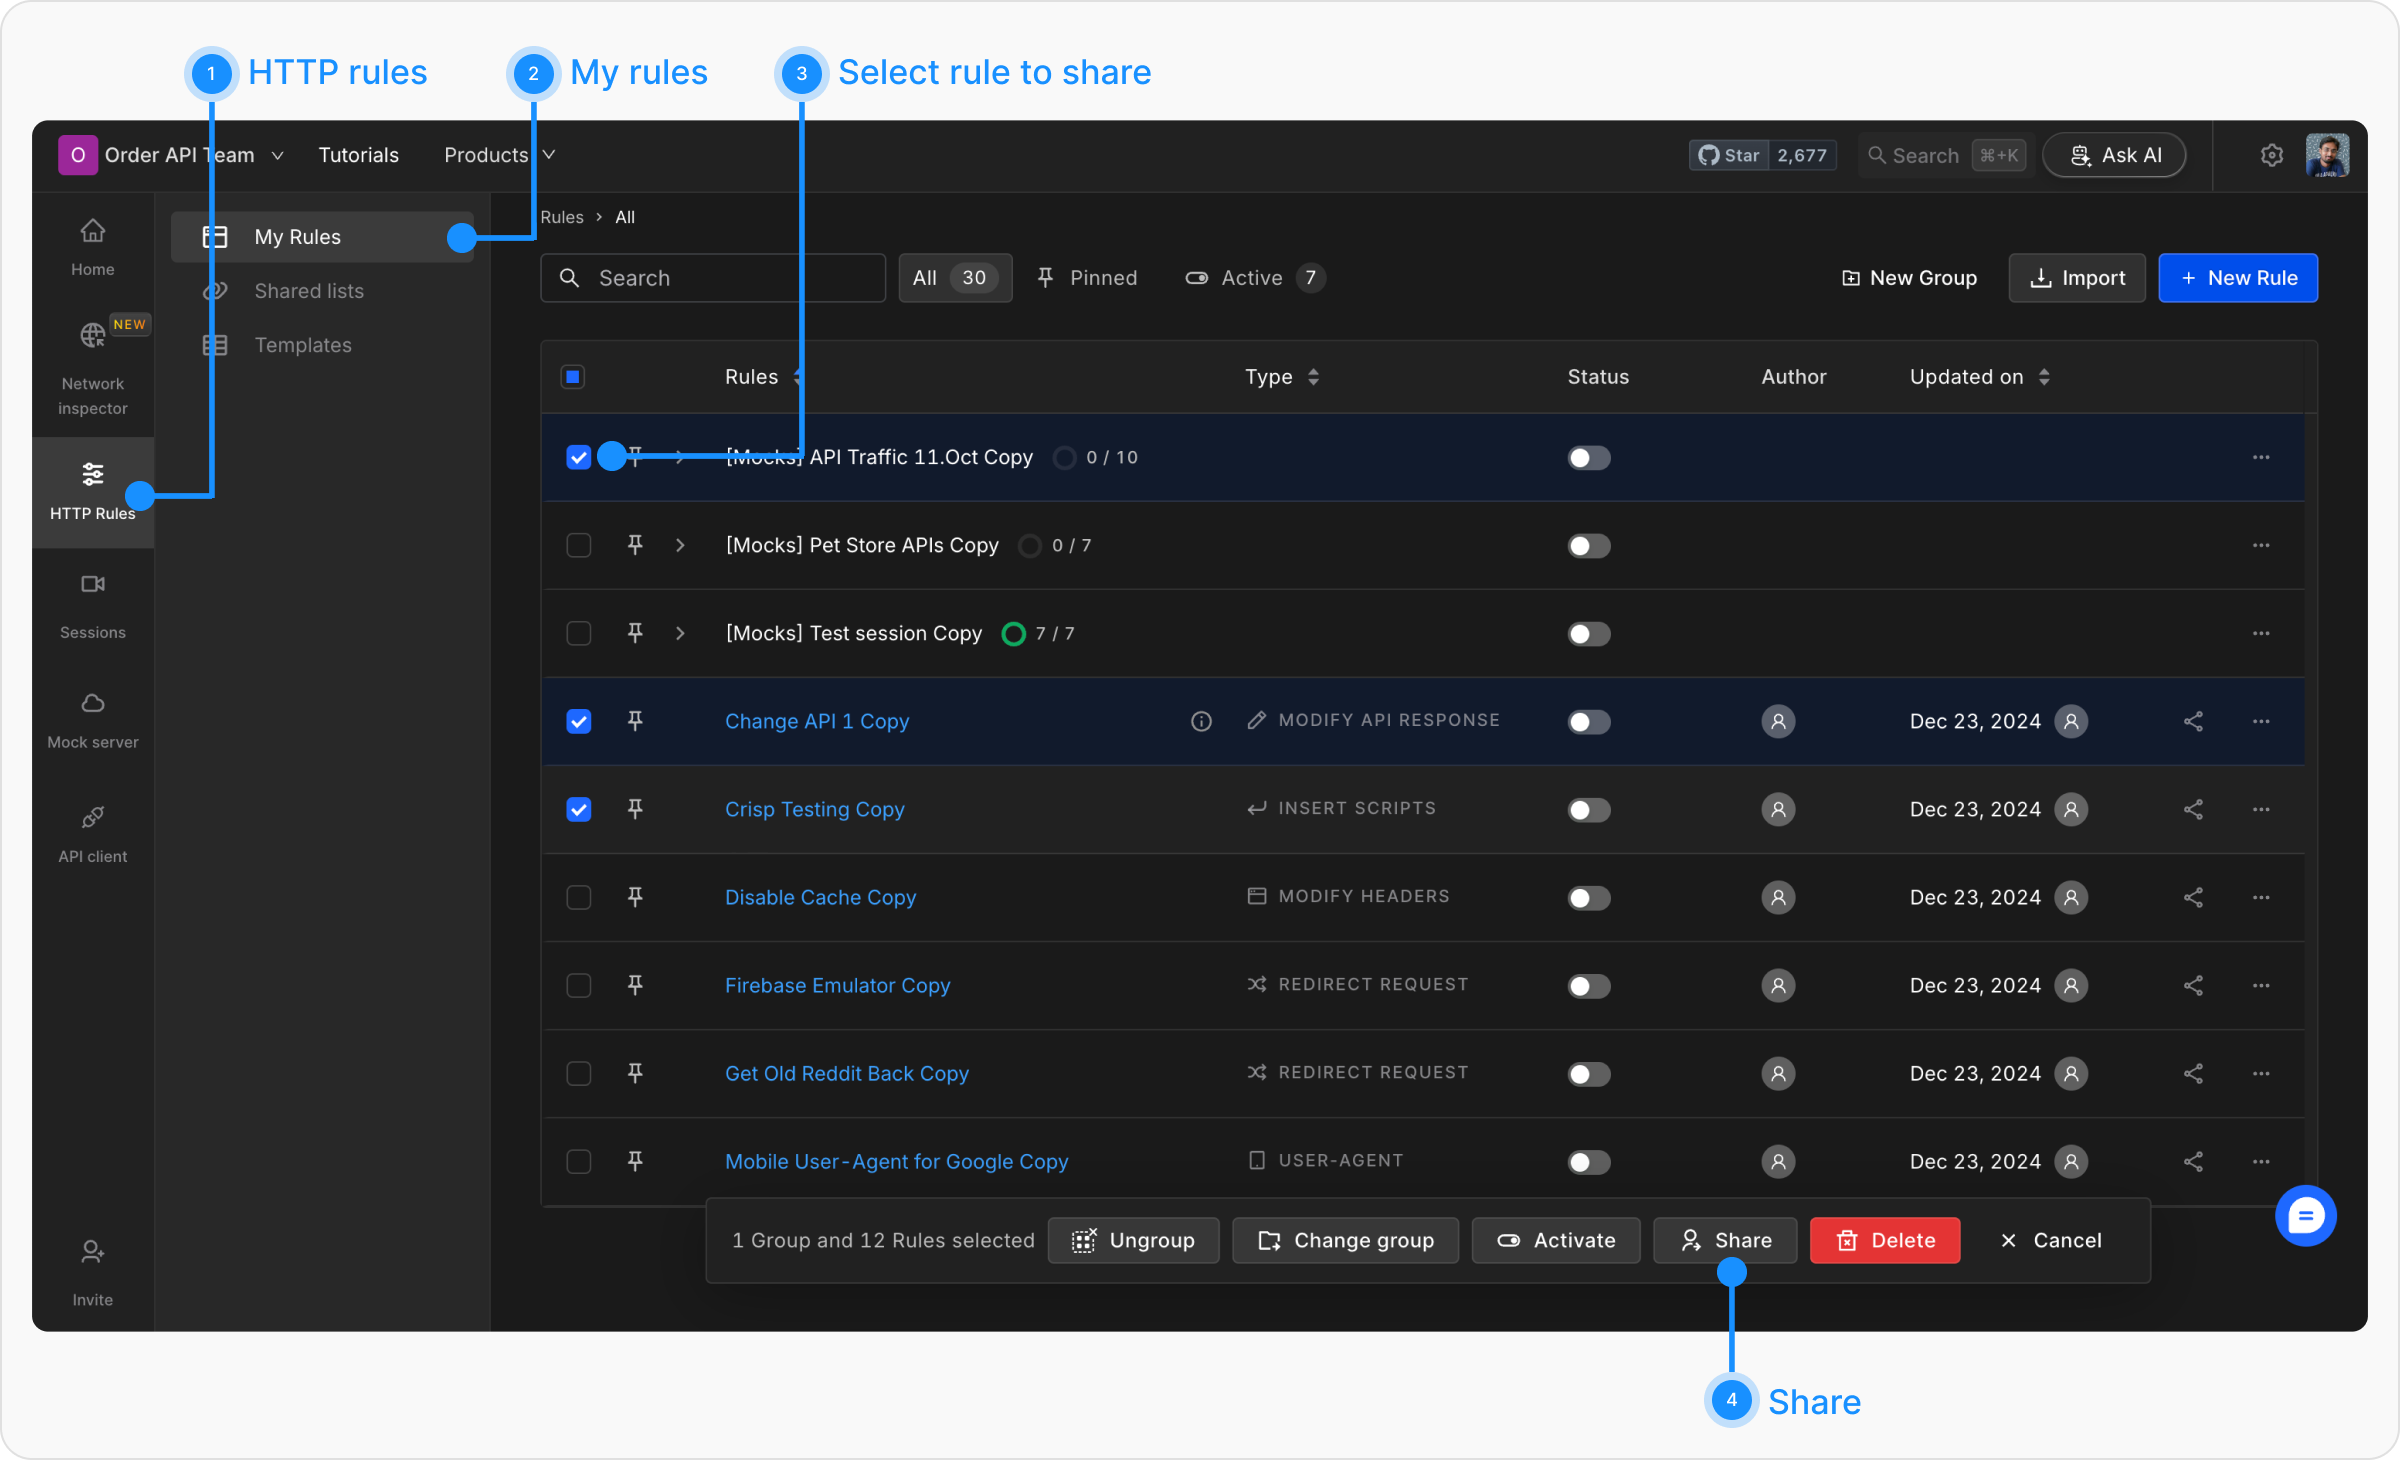 1 HTTP rules 2 My rules 3 Select rule to share
O Order API Team Tutorials Products Star 2,677 Search ⌘+K Ask AI
Home
NEW
Network
inspector
HTTP Rules
Sessions
Mock server
API client
Invite
My Rules
Shared lists
Templates
Rules > All
Search All 30 Pinned Active 7 New Group Import + New Rule
Rules Type Status Author Updated on
[Mocks] API Traffic 11.Oct Copy 0 / 10
[Mocks] Pet Store APIs Copy 0 / 7
[Mocks] Test session Copy 7 / 7
Change API 1 Copy MODIFY API RESPONSE Dec 23, 2024
Crisp Testing Copy INSERT SCRIPTS Dec 23, 2024
Disable Cache Copy MODIFY HEADERS Dec 23, 2024
Firebase Emulator Copy REDIRECT REQUEST Dec 23, 2024
Get Old Reddit Back Copy REDIRECT REQUEST Dec 23, 2024
Mobile User-Agent for Google Copy USER-AGENT Dec 23, 2024
1 Group and 12 Rules selected Ungroup Change group Activate Share Delete Cancel
4 Share